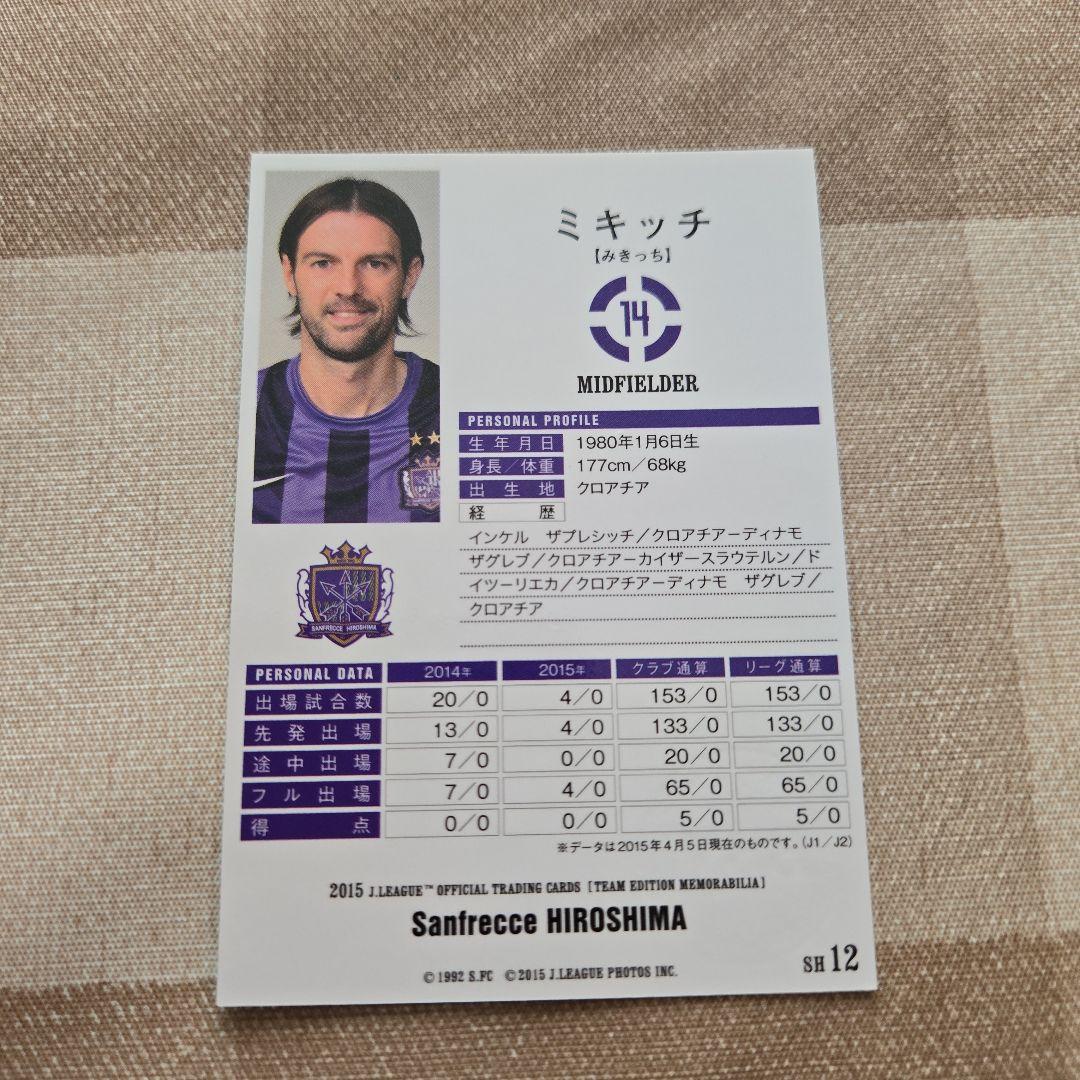 ミキッチ
【みきっち】
14
MIDFIELDER
PERSONAL PROFILE
生年月日 1980年1月6日生
身長／体重 177cm／68kg
出生地 クロアチア
経歴
インケル ザプレシッチ／クロアチアーディナモ
ザグレブ／クロアチアーカイザースラウテルン／ド
イツーリエカ／クロアチアーディナモ ザグレブ／
クロアチア
SANFRECCE HIROSHIMA
PERSONAL DATA 2014年 2015年 クラブ通算 リーグ通算
出場試合数 20／0 4／0 153／0 153／0
先発出場 13／0 4／0 133／0 133／0
途中出場 7／0 0／0 20／0 20／0
フル出場 7／0 4／0 65／0 65／0
得点 0／0 0／0 5／0 5／0
※データは2015年4月5日現在のものです。（J1／J2）
2015 J.LEAGUE™ OFFICIAL TRADING CARDS [TEAM EDITION MEMORABILIA]
Sanfrecce HIROSHIMA
©1992 S.FC ©2015 J.LEAGUE PHOTOS INC.
SH 12